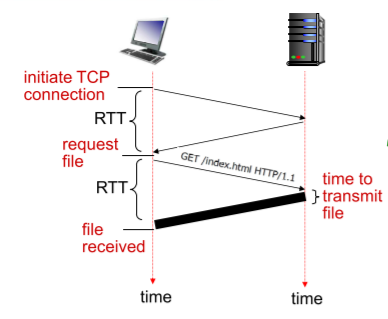 initiate TCP
connection
RTT
request
file
GET /index.html HTTP/1.1
RTT
time to
transmit
file
file
received
time
time